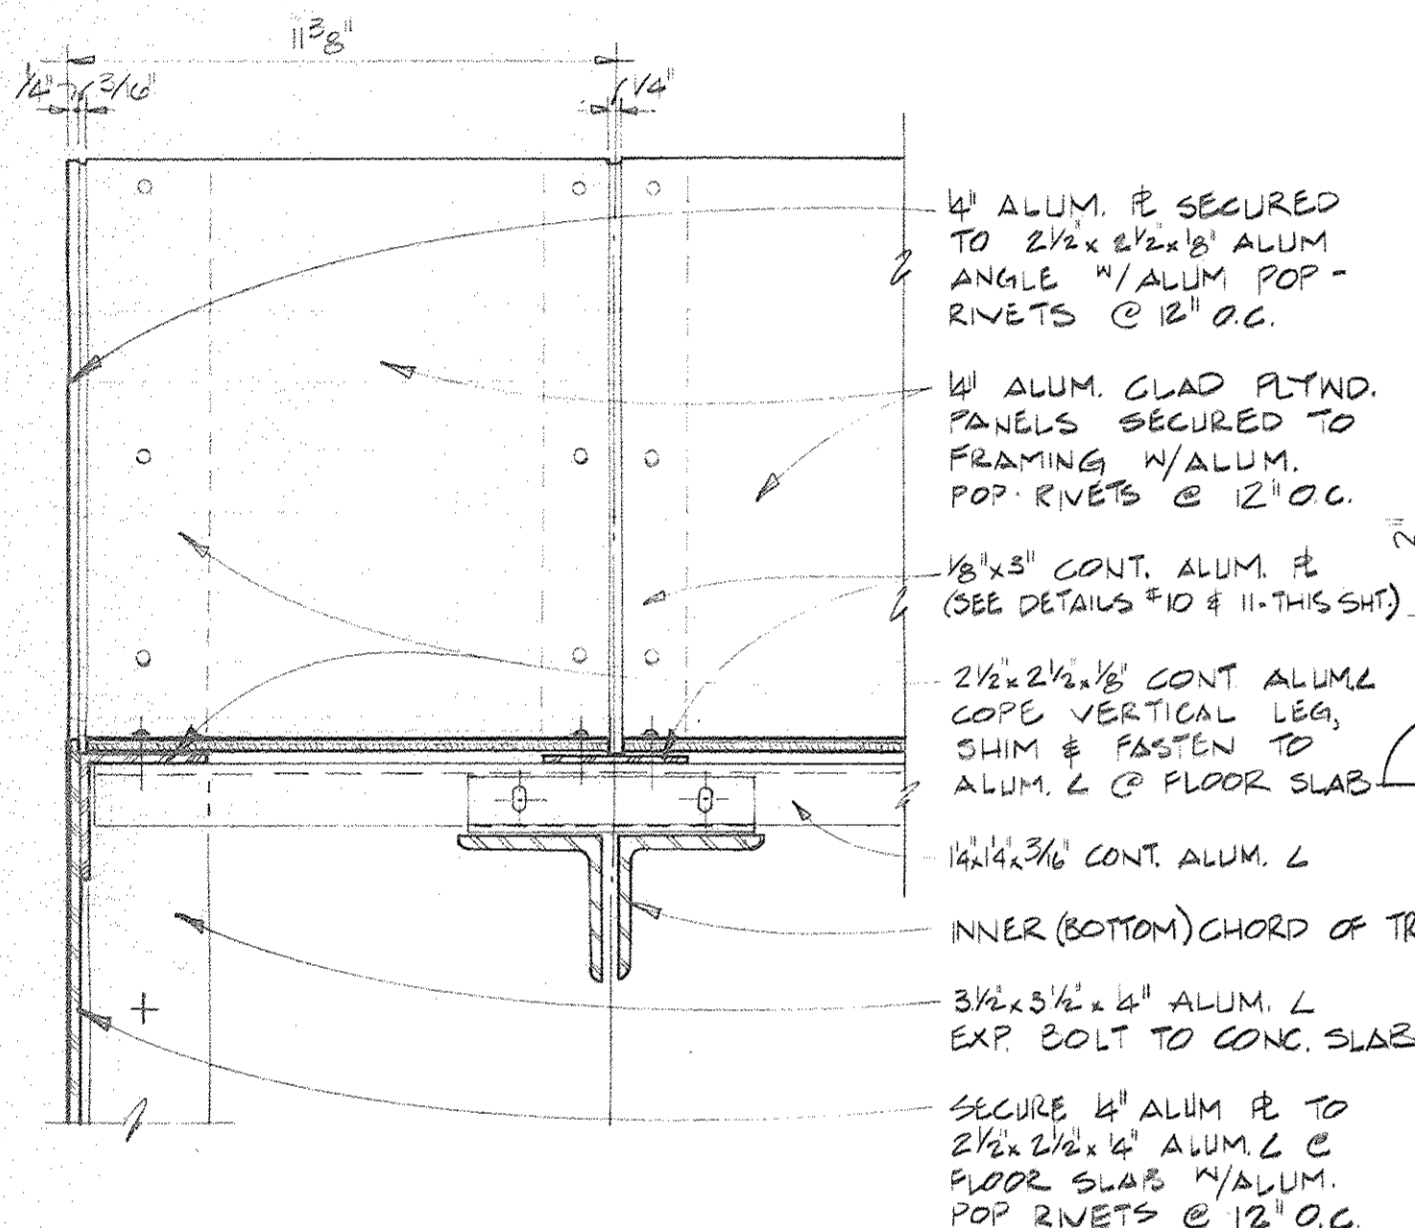 11 3/8"
1/4" 3/16" 1/4"
1/4" ALUM. ℄ SECURED
TO 2 1/2" x 2 1/2" x 1/8" ALUM
ANGLE W/ALUM POP-
RIVETS @ 12" O.C.
1/4" ALUM. CLAD PLYWD.
PANELS SECURED TO
FRAMING W/ALUM.
POP-RIVETS @ 12" O.C.
2"
1/8" x 3" CONT. ALUM. ℄
(SEE DETAILS #10 & 11-THIS SHT.)
2 1/2" x 2 1/2" x 1/8" CONT ALUM. L
COPE VERTICAL LEG,
SHIM & FASTEN TO
ALUM. L @ FLOOR SLAB
1 1/4" x 1 1/4" x 3/16" CONT. ALUM. L
INNER (BOTTOM) CHORD OF TR
3 1/2" x 3 1/2" x 1/4" ALUM. L
EXP. BOLT TO CONC. SLAB
SECURE 1/4" ALUM ℄ TO
2 1/2" x 2 1/2" x 1/4" ALUM. L @
FLOOR SLAB W/ALUM.
POP RIVETS @ 12" O.C.